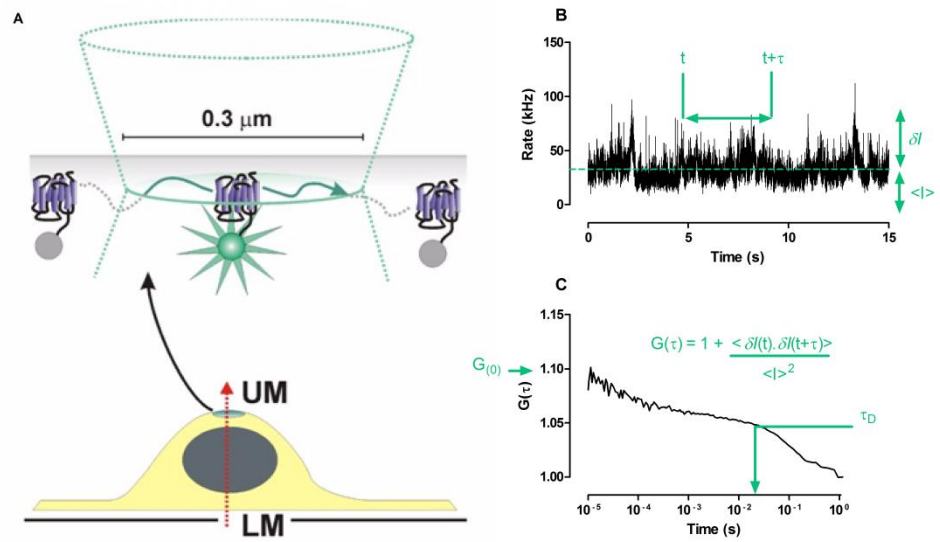 A
0.3 μm
UM
LM
B
150
100
50
0
Rate (kHz)
t
t+τ
δI
<I>
0 5 10 15
Time (s)
C
1.15
1.10
1.05
1.00
G(τ)
G(0)
G(τ) = 1 + < δI(t). δI(t+τ)>
<I>²
τD
10⁻⁵ 10⁻⁴ 10⁻³ 10⁻² 10⁻¹ 10⁰
Time (s)